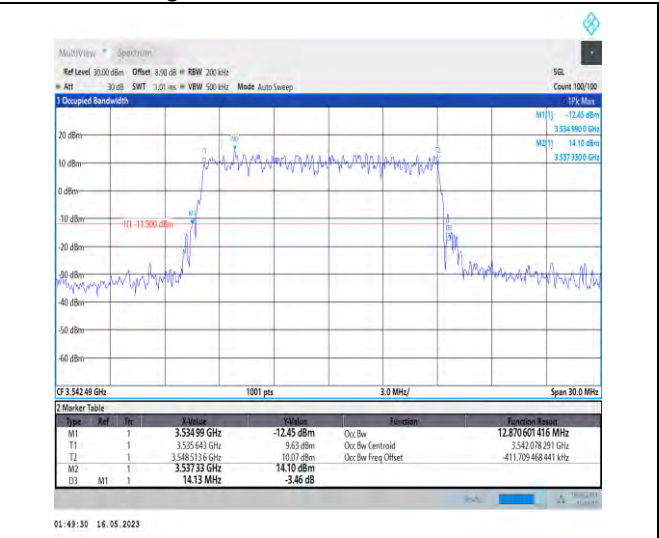 MultiView Spectrum
Ref Level 30.00 dBm Offset 8.98 dB RBW 200 kHz SGL
Att 30 dB SWT 1.01 ms VBW 500 kHz Mode Auto Sweep Count 100/100
1 Occupied Bandwidth 1Pk Max
M1[1] -12.45 dBm
3.534 990 0 GHz
M2[1] 14.10 dBm
3.537 330 0 GHz
20 dBm
M2
T1 T2
10 dBm
0 dBm
-10 dBm
M1
H1 -11.900 dBm
D3
-20 dBm
-30 dBm
-40 dBm
-50 dBm
-60 dBm
CF 3.542 49 GHz 1001 pts 3.0 MHz/ Span 30.0 MHz
2 Marker Table
Type Ref Trc X-Value Y-Value Function Function Result
M1 1 3.534 99 GHz -12.45 dBm Occ Bw 12.870 601 416 MHz
T1 1 3.535 643 GHz 9.63 dBm Occ Bw Centroid 3.542 078 291 GHz
T2 1 3.548 513 6 GHz 10.07 dBm Occ Bw Freq Offset -411.709 468 441 kHz
M2 1 3.537 33 GHz 14.10 dBm
D3 M1 1 14.13 MHz -3.46 dB
01:49:30 16.05.2023